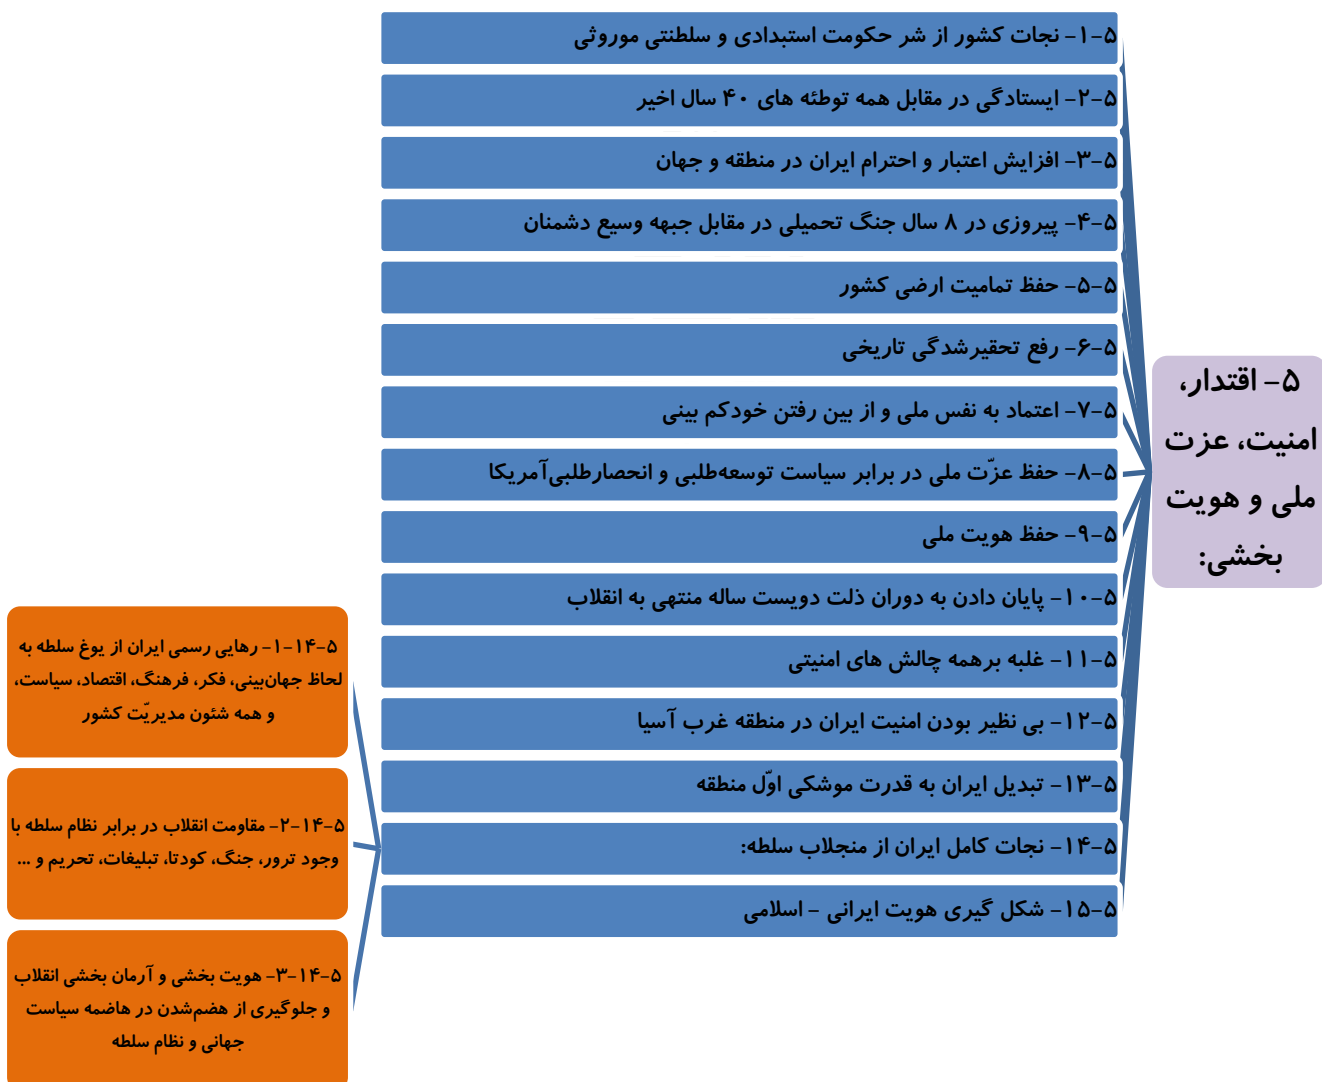 ۵- اقتدار،
امنیت، عزت
ملی و هویت
بخشی:
۵-۱- نجات کشور از شر حکومت استبدادی و سلطنتی موروثی
۵-۲- ایستادگی در مقابل همه توطئه های ۴۰ سال اخیر
۵-۳- افزایش اعتبار و احترام ایران در منطقه و جهان
۵-۴- پیروزی در ۸ سال جنگ تحمیلی در مقابل جبهه وسیع دشمنان
۵-۵- حفظ تمامیت ارضی کشور
۵-۶- رفع تحقیرشدگی تاریخی
۵-۷- اعتماد به نفس ملی و از بین رفتن خودکم بینی
۵-۸- حفظ عزّت ملی در برابر سیاست توسعه‌طلبی و انحصارطلبی‌آمریکا
۵-۹- حفظ هویت ملی
۵-۱۰- پایان دادن به دوران ذلت دویست ساله منتهی به انقلاب
۵-۱۱- غلبه برهمه چالش های امنیتی
۵-۱۲- بی نظیر بودن امنیت ایران در منطقه غرب آسیا
۵-۱۳- تبدیل ایران به قدرت موشکی اوّل منطقه
۵-۱۴- نجات کامل ایران از منجلاب سلطه:
۵-۱۴-۱- رهایی رسمی ایران از یوغ سلطه به
لحاظ جهان‌بینی، فکر، فرهنگ، اقتصاد، سیاست،
و همه شئون مدیریّت کشور
۵-۱۴-۲- مقاومت انقلاب در برابر نظام سلطه با
وجود ترور، جنگ، کودتا، تبلیغات، تحریم و ...
۵-۱۴-۳- هویت بخشی و آرمان بخشی انقلاب
و جلوگیری از هضم‌شدن در هاضمه سیاست
جهانی و نظام سلطه
۵-۱۵- شکل گیری هویت ایرانی - اسلامی